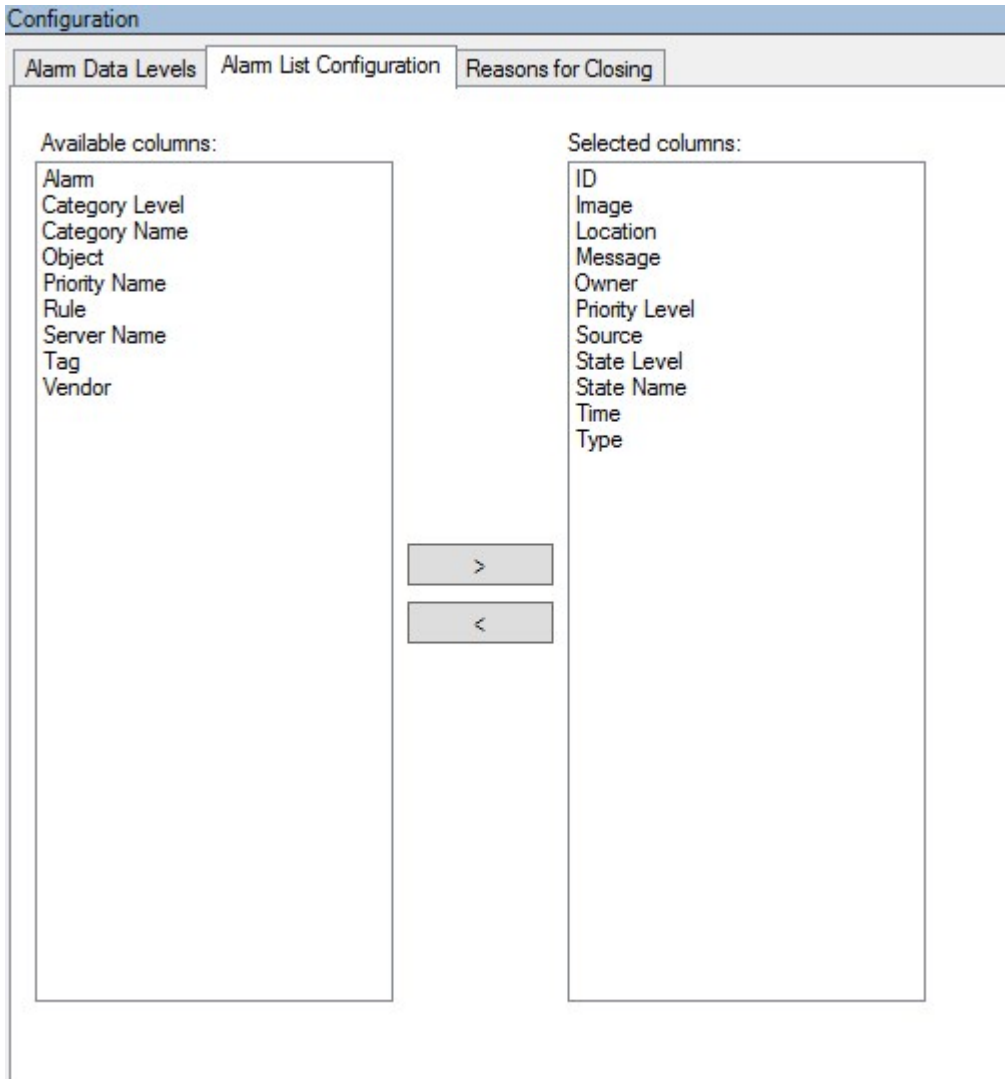 Configuration
Alarm Data Levels
Alarm List Configuration
Reasons for Closing
Available columns:
Alarm
Category Level
Category Name
Object
Priority Name
Rule
Server Name
Tag
Vendor
>
<
Selected columns:
ID
Image
Location
Message
Owner
Priority Level
Source
State Level
State Name
Time
Type